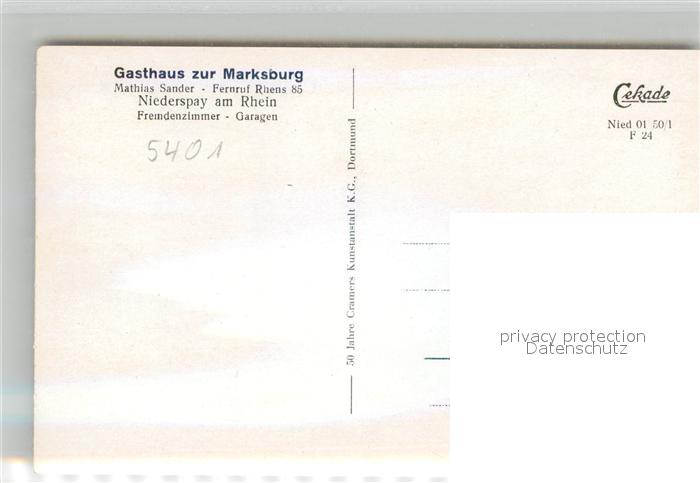 Gasthaus zur Marksburg
Mathias Sander - Fernruf Rhens 85
Niederspay am Rhein
Fremdenzimmer - Garagen
5401
50 Jahre Cramers Kunstanstalt K.G., Dortmund
Cekade
Nied 01 50/1
F 24
privacy protection
Datenschutz